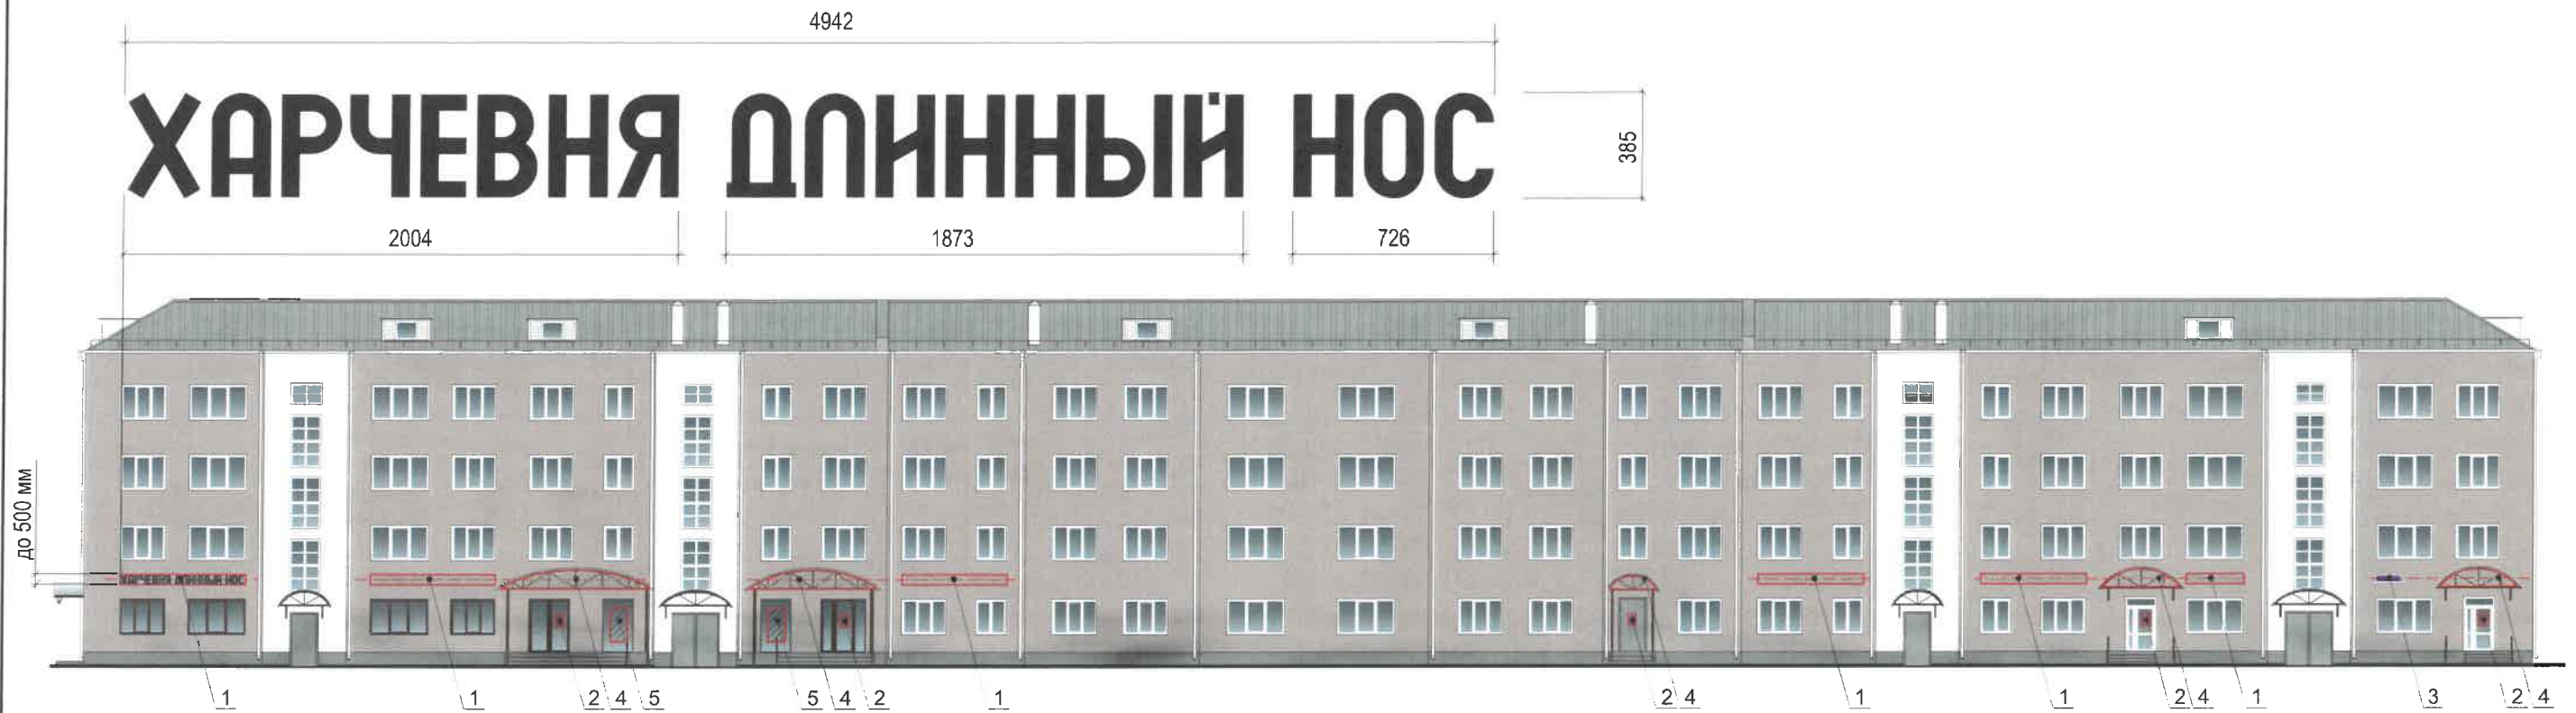 4942
ХАРЧЕВНЯ ДЛИННЫЙ НОС
385
2004 1873 726
до 500 мм
ХАРЧЕВНЯ ДЛИННЫЙ НОС
1 1 2 4 5 5 4 2 1 2 4 1 1 2 4 1 3 2 4